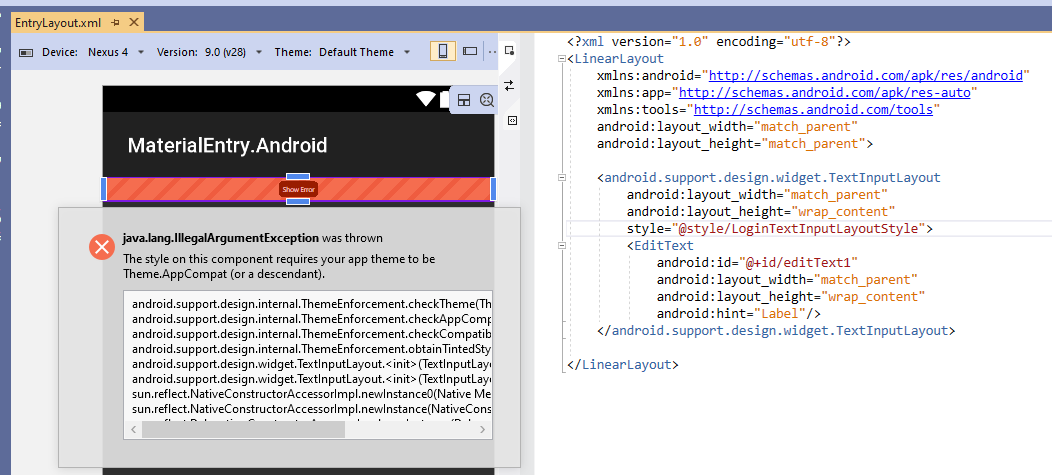 EntryLayout.xml
Device: Nexus 4 Version: 9.0 (v28) Theme: Default Theme
MaterialEntry.Android
Show Error
java.lang.IllegalArgumentException was thrown
The style on this component requires your app theme to be
Theme.AppCompat (or a descendant).
android.support.design.internal.ThemeEnforcement.checkTheme(Th
android.support.design.internal.ThemeEnforcement.checkAppComp
android.support.design.internal.ThemeEnforcement.checkCompatib
android.support.design.internal.ThemeEnforcement.obtainTintedSty
android.support.design.widget.TextInputLayout.<init>(TextInputLay
android.support.design.widget.TextInputLayout.<init>(TextInputLay
sun.reflect.NativeConstructorAccessorImpl.newInstance0(Native Me
sun.reflect.NativeConstructorAccessorImpl.newInstance(NativeCons
<?xml version="1.0" encoding="utf-8"?>
<LinearLayout
xmlns:android="http://schemas.android.com/apk/res/android"
xmlns:app="http://schemas.android.com/apk/res-auto"
xmlns:tools="http://schemas.android.com/tools"
android:layout_width="match_parent"
android:layout_height="match_parent">
<android.support.design.widget.TextInputLayout
android:layout_width="match_parent"
android:layout_height="wrap_content"
style="@style/LoginTextInputLayoutStyle">
<EditText
android:id="@+id/editText1"
android:layout_width="match_parent"
android:layout_height="wrap_content"
android:hint="Label"/>
</android.support.design.widget.TextInputLayout>
</LinearLayout>